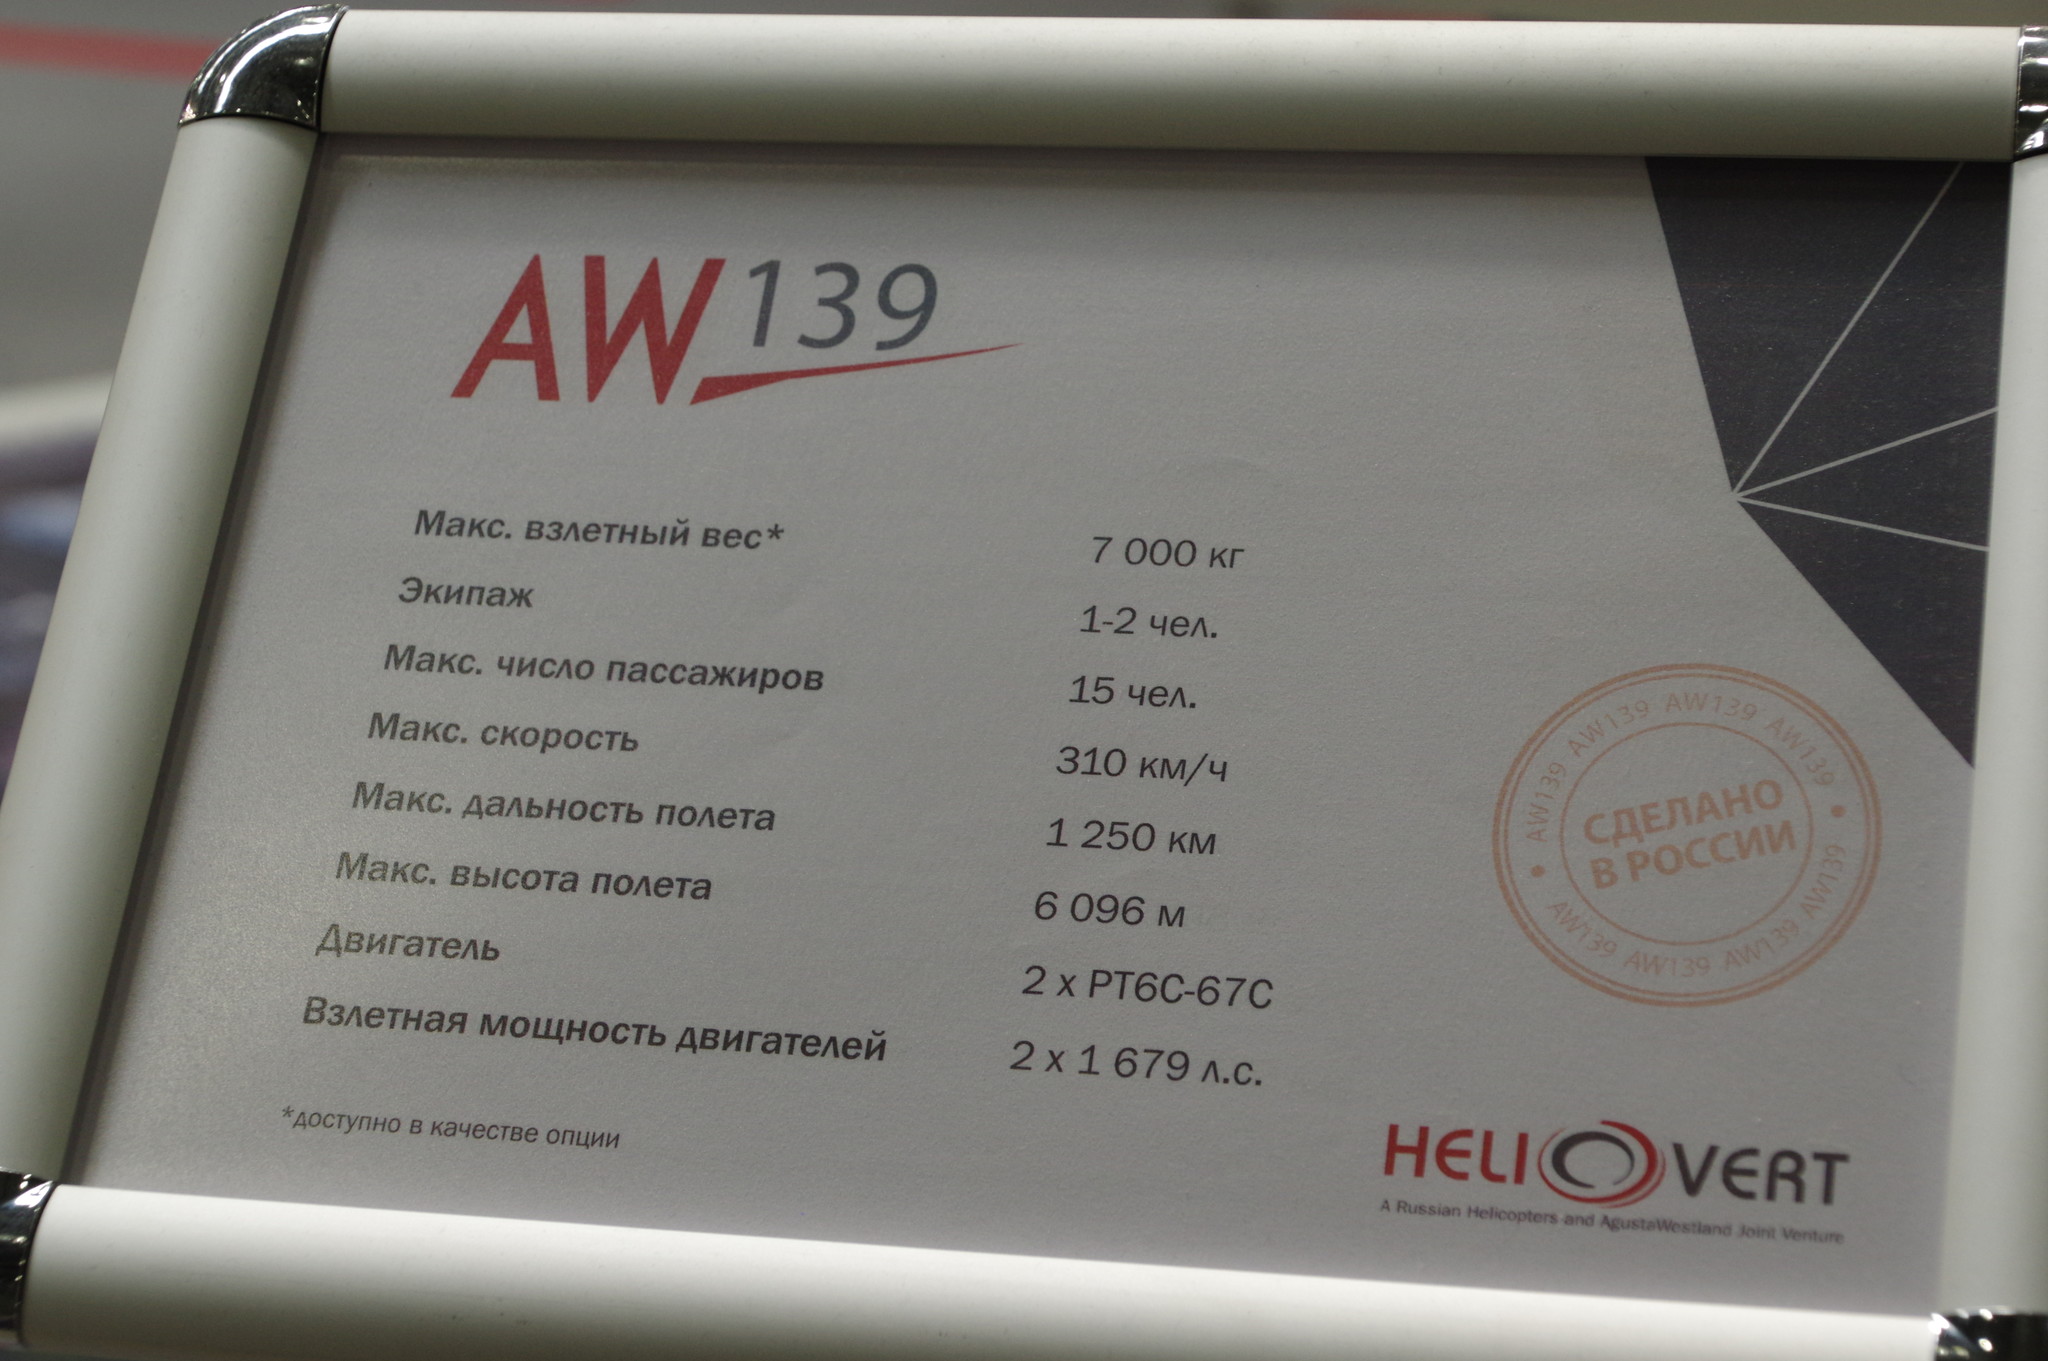 AW139
Макс. взлетный вес* 7 000 кг
Экипаж 1-2 чел.
Макс. число пассажиров 15 чел.
Макс. скорость 310 км/ч
Макс. дальность полета 1 250 км
Макс. высота полета 6 096 м
Двигатель 2 x PT6C-67C
Взлетная мощность двигателей 2 x 1 679 л.с.
*доступно в качестве опции
AW139 AW139 AW139 AW139
СДЕЛАНО
В РОССИИ
AW139 AW139 AW139 AW139
HELIOVERT
A Russian Helicopters and AgustaWestland Joint Venture